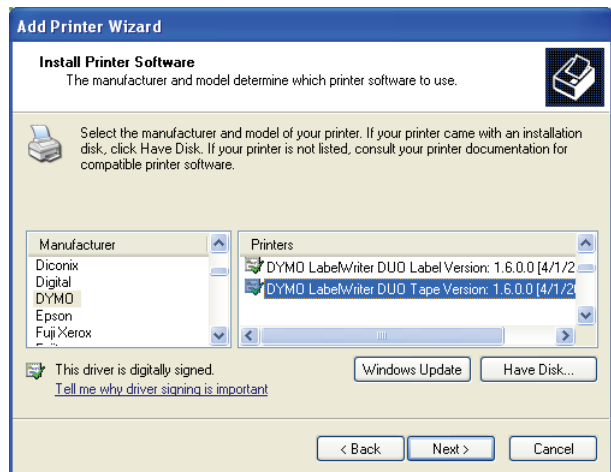 Add Printer Wizard
Install Printer Software
The manufacturer and model determine which printer software to use.
Select the manufacturer and model of your printer. If your printer came with an installation
disk, click Have Disk. If your printer is not listed, consult your printer documentation for
compatible printer software.
Manufacturer
Diconix
Digital
DYMO
Epson
Fuji Xerox
Printers
DYMO LabelWriter DUO Label Version: 1.6.0.0 [4/1/2
DYMO LabelWriter DUO Tape Version: 1.6.0.0 [4/1/2
This driver is digitally signed.
Tell me why driver signing is important
Windows Update
Have Disk...
< Back
Next >
Cancel